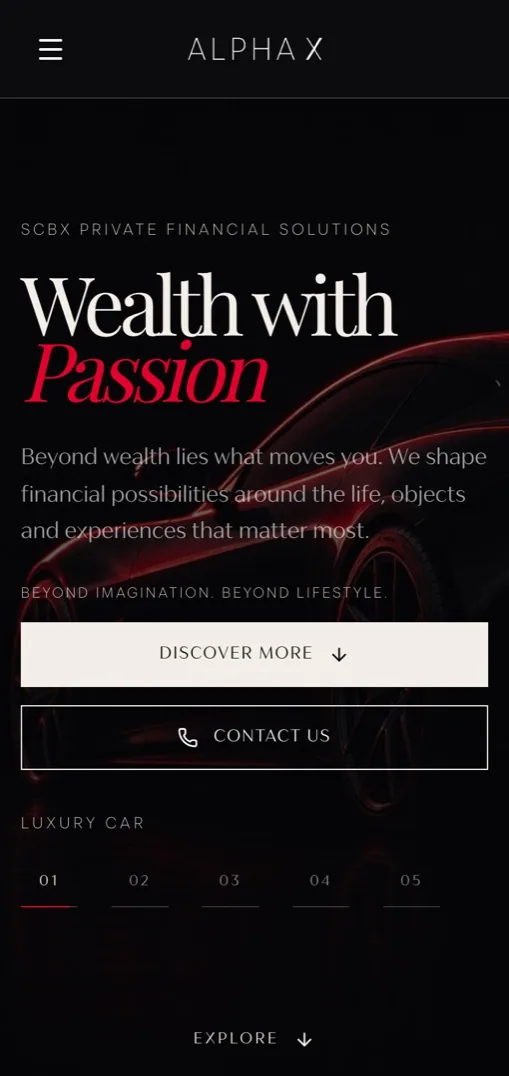 ALPHA X
SCBX PRIVATE FINANCIAL SOLUTIONS
Wealth with
Passion
Beyond wealth lies what moves you. We shape
financial possibilities around the life, objects
and experiences that matter most.
BEYOND IMAGINATION. BEYOND LIFESTYLE.
DISCOVER MORE
CONTACT US
LUXURY CAR
01 02 03 04 05
EXPLORE